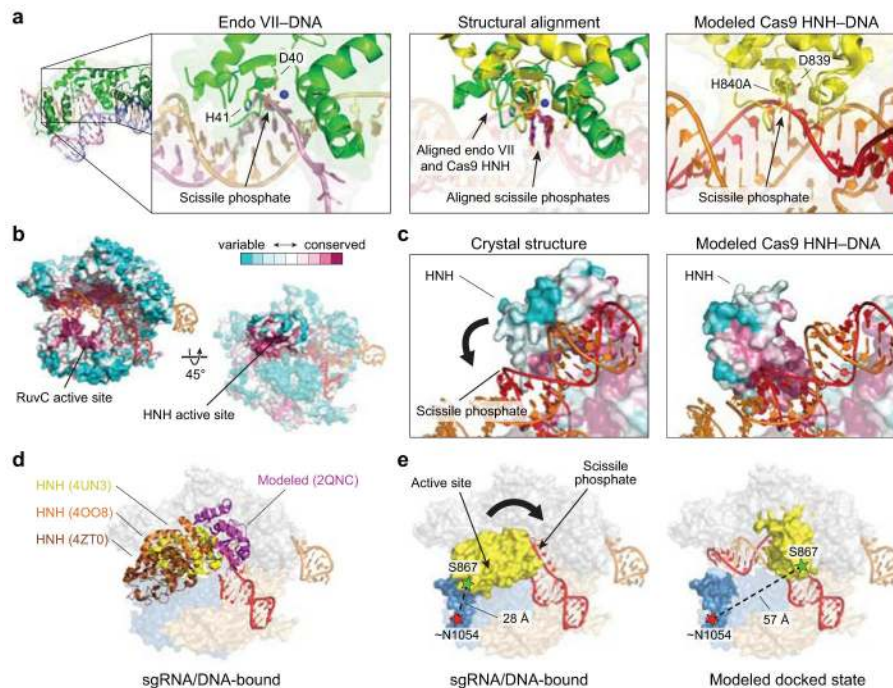 a
Endo VII–DNA
Structural alignment
Modeled Cas9 HNH–DNA
D40
H41
Scissile phosphate
Aligned endo VII
and Cas9 HNH
Aligned scissile phosphates
D839
H840A
Scissile phosphate
b
variable ↔ conserved
RuvC active site
45°
HNH active site
c
Crystal structure
Modeled Cas9 HNH–DNA
HNH
Scissile phosphate
HNH
d
HNH (4UN3)
HNH (4OO8)
HNH (4ZT0)
Modeled (2QNC)
sgRNA/DNA-bound
e
Active site
Scissile
phosphate
S867
28 Å
~N1054
sgRNA/DNA-bound
S867
57 Å
~N1054
Modeled docked state